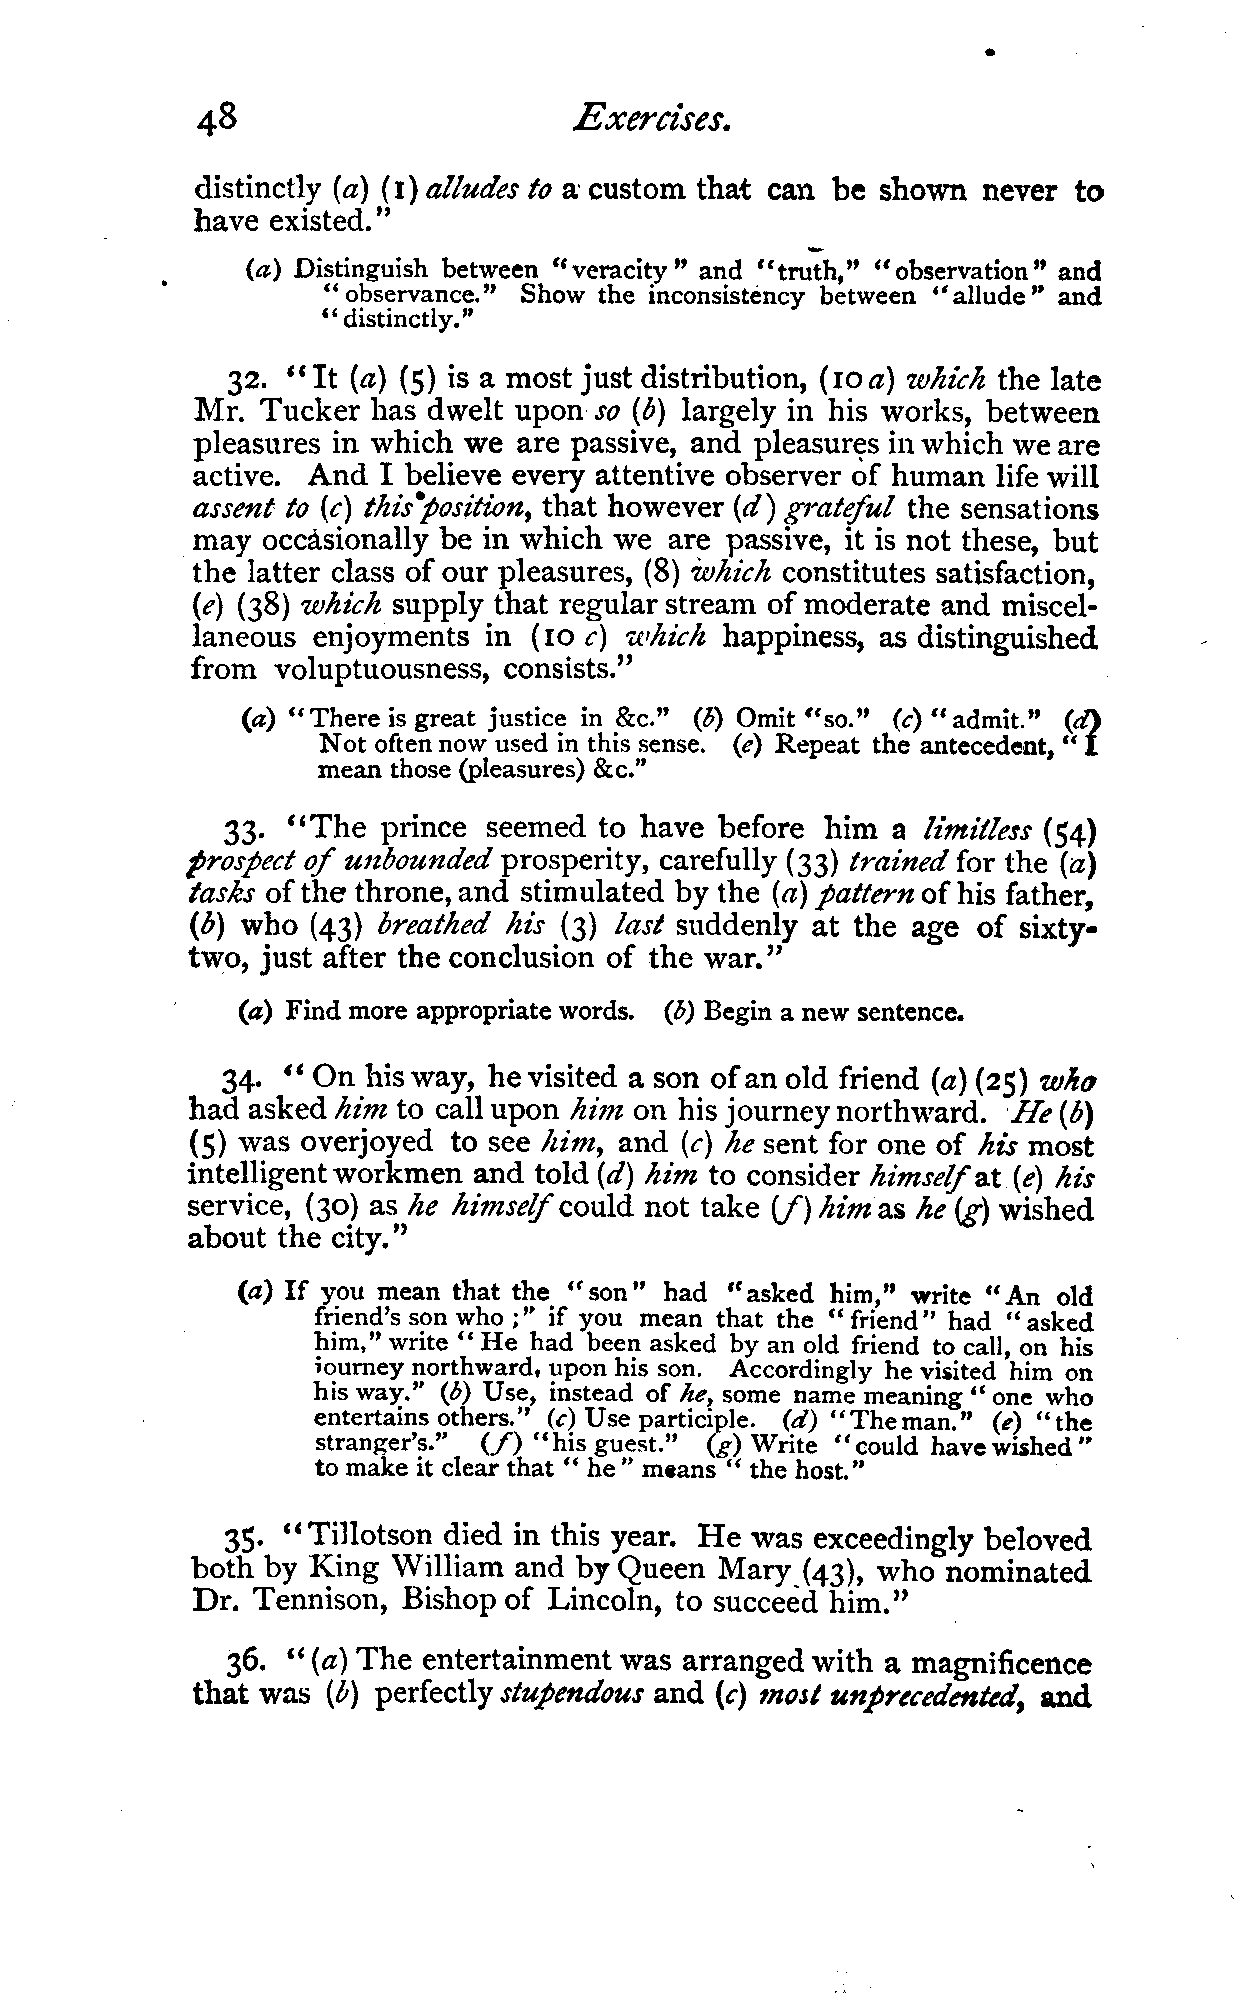 48 Exercises.
distinctly (a) (1) alludes to a custom that can be shown never to
have existed."
(a) Distinguish between "veracity" and "truth," "observation" and
"observance." Show the inconsistency between "allude" and
"distinctly."
32. "It (a) (5) is a most just distribution, (10 a) which the late
Mr. Tucker has dwelt upon so (b) largely in his works, between
pleasures in which we are passive, and pleasures in which we are
active. And I believe every attentive observer of human life will
assent to (c) this position, that however (d) grateful the sensations
may occasionally be in which we are passive, it is not these, but
the latter class of our pleasures, (8) which constitutes satisfaction,
(e) (38) which supply that regular stream of moderate and miscel-
laneous enjoyments in (10 c) which happiness, as distinguished
from voluptuousness, consists."
(a) "There is great justice in &c." (b) Omit "so." (c) "admit." (d)
Not often now used in this sense. (e) Repeat the antecedent, "I
mean those (pleasures) &c."
33. "The prince seemed to have before him a limitless (54)
prospect of unbounded prosperity, carefully (33) trained for the (a)
tasks of the throne, and stimulated by the (a) pattern of his father,
(b) who (43) breathed his (3) last suddenly at the age of sixty-
two, just after the conclusion of the war."
(a) Find more appropriate words. (b) Begin a new sentence.
34. "On his way, he visited a son of an old friend (a) (25) who
had asked him to call upon him on his journey northward. He (b)
(5) was overjoyed to see him, and (c) he sent for one of his most
intelligent workmen and told (d) him to consider himself at (e) his
service, (30) as he himself could not take (f) him as he (g) wished
about the city."
(a) If you mean that the "son" had "asked him," write "An old
friend's son who;" if you mean that the "friend" had "asked
him," write "He had been asked by an old friend to call, on his
journey northward, upon his son. Accordingly he visited him on
his way." (b) Use, instead of he, some name meaning "one who
entertains others." (c) Use participle. (d) "The man." (e) "the
stranger's." (f) "his guest." (g) Write "could have wished"
to make it clear that "he" means "the host."
35. "Tillotson died in this year. He was exceedingly beloved
both by King William and by Queen Mary (43), who nominated
Dr. Tennison, Bishop of Lincoln, to succeed him."
36. "(a) The entertainment was arranged with a magnificence
that was (b) perfectly stupendous and (c) most unprecedented, and